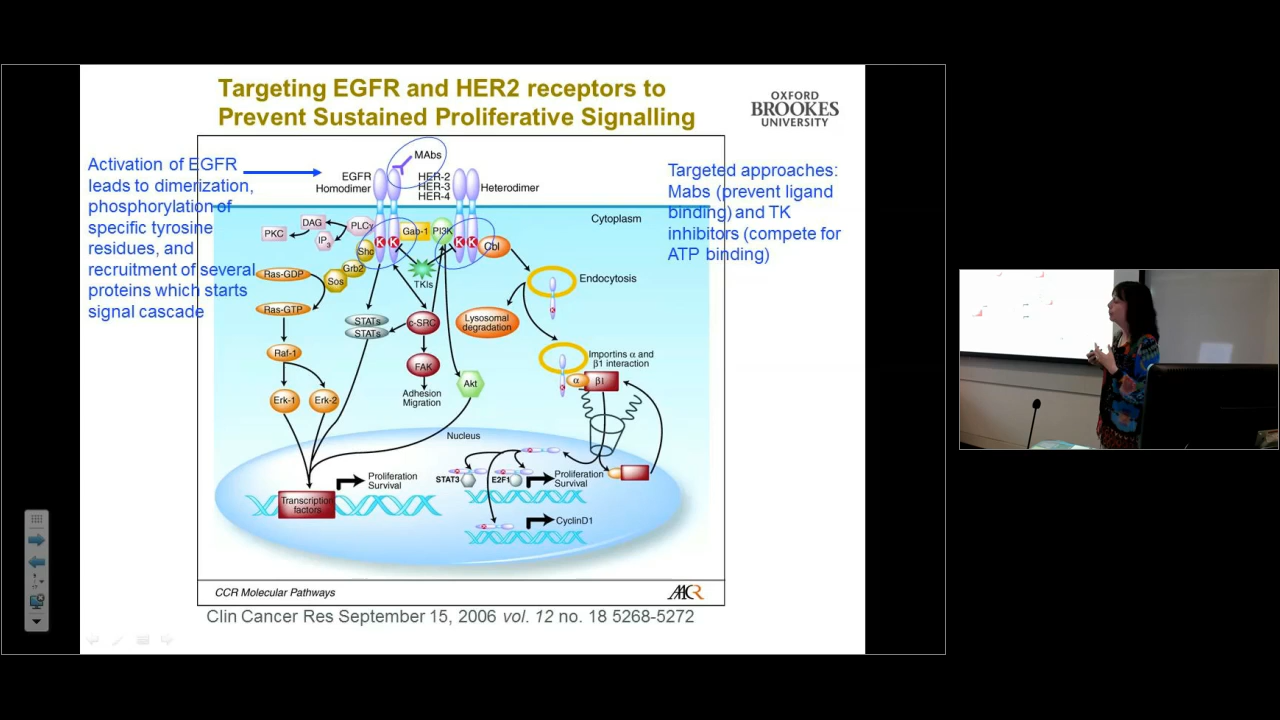 Targeting EGFR and HER2 receptors to
Prevent Sustained Proliferative Signalling
OXFORD
BROOKES
UNIVERSITY
Activation of EGFR
leads to dimerization,
phosphorylation of
specific tyrosine
residues, and
recruitment of several
proteins which starts
signal cascade
Targeted approaches:
Mabs (prevent ligand
binding) and TK
inhibitors (compete for
ATP binding)
MAbs
EGFR
Homodimer
HER-2
HER-3
HER-4
Heterodimer
Cytoplasm
PKC
DAG
IP3
PLCγ
Gab-1
PI3K
K K
K K
Cbl
Shc
Grb2
Sos
Ras-GDP
TKIs
Endocytosis
Ras-GTP
STATs
STATs
c-SRC
Lysosomal
degradation
Raf-1
FAK
Importins α and
β1 interaction
Akt
α
β1
Erk-1
Erk-2
Adhesion
Migration
Nucleus
Transcription
factors
Proliferation
Survival
STAT3
E2F1
Proliferation
Survival
CyclinD1
CCR Molecular Pathways
AACR
Clin Cancer Res September 15, 2006 vol. 12 no. 18 5268-5272